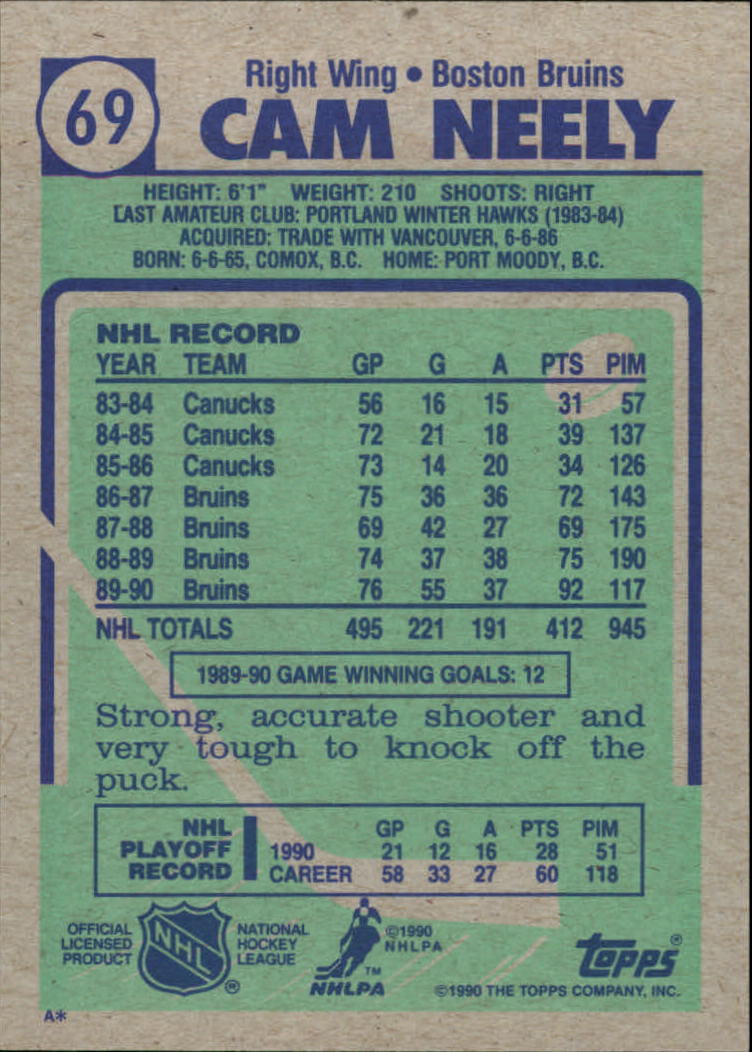 69
Right Wing • Boston Bruins
CAM NEELY
HEIGHT: 6'1" WEIGHT: 210 SHOOTS: RIGHT
LAST AMATEUR CLUB: PORTLAND WINTER HAWKS (1983-84)
ACQUIRED: TRADE WITH VANCOUVER, 6-6-86
BORN: 6-6-65, COMOX, B.C. HOME: PORT MOODY, B.C.
NHL RECORD
YEAR TEAM GP G A PTS PIM
83-84 Canucks 56 16 15 31 57
84-85 Canucks 72 21 18 39 137
85-86 Canucks 73 14 20 34 126
86-87 Bruins 75 36 36 72 143
87-88 Bruins 69 42 27 69 175
88-89 Bruins 74 37 38 75 190
89-90 Bruins 76 55 37 92 117
NHL TOTALS 495 221 191 412 945
1989-90 GAME WINNING GOALS: 12
Strong, accurate shooter and
very tough to knock off the
puck.
NHL PLAYOFF RECORD
GP G A PTS PIM
1990 21 12 16 28 51
CAREER 58 33 27 60 118
OFFICIAL
LICENSED
PRODUCT
NHL
®
NATIONAL
HOCKEY
LEAGUE
TM
NHLPA
©1990
NHLPA
topps®
©1990 THE TOPPS COMPANY, INC.
A*